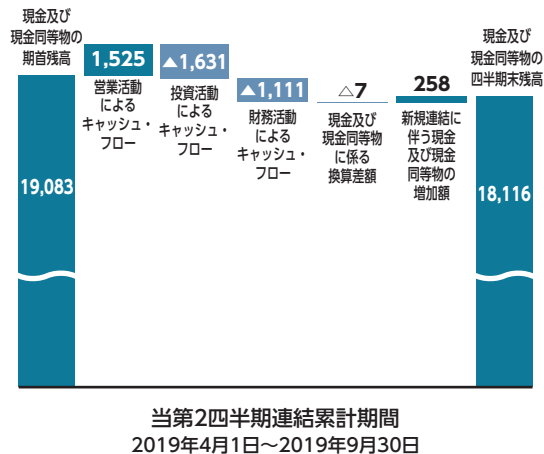 現金及び
現金同等物の
期首残高
19,083
1,525
営業活動
による
キャッシュ・
フロー
▲1,631
投資活動
による
キャッシュ・
フロー
▲1,111
財務活動
による
キャッシュ・
フロー
△7
現金及び
現金同等物
に係る
換算差額
258
新規連結に
伴う現金
及び現金
同等物の
増加額
現金及び
現金同等物の
四半期末残高
18,116
当第2四半期連結累計期間
2019年4月1日～2019年9月30日